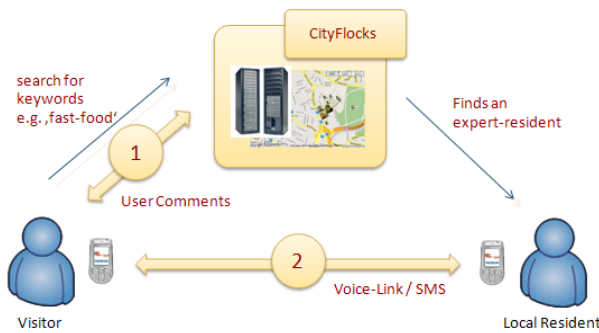 CityFlocks
search for
keywords
e.g. ‚fast-food‘
Finds an
expert-resident
1
User Comments
2
Voice-Link / SMS
Visitor
Local Resident